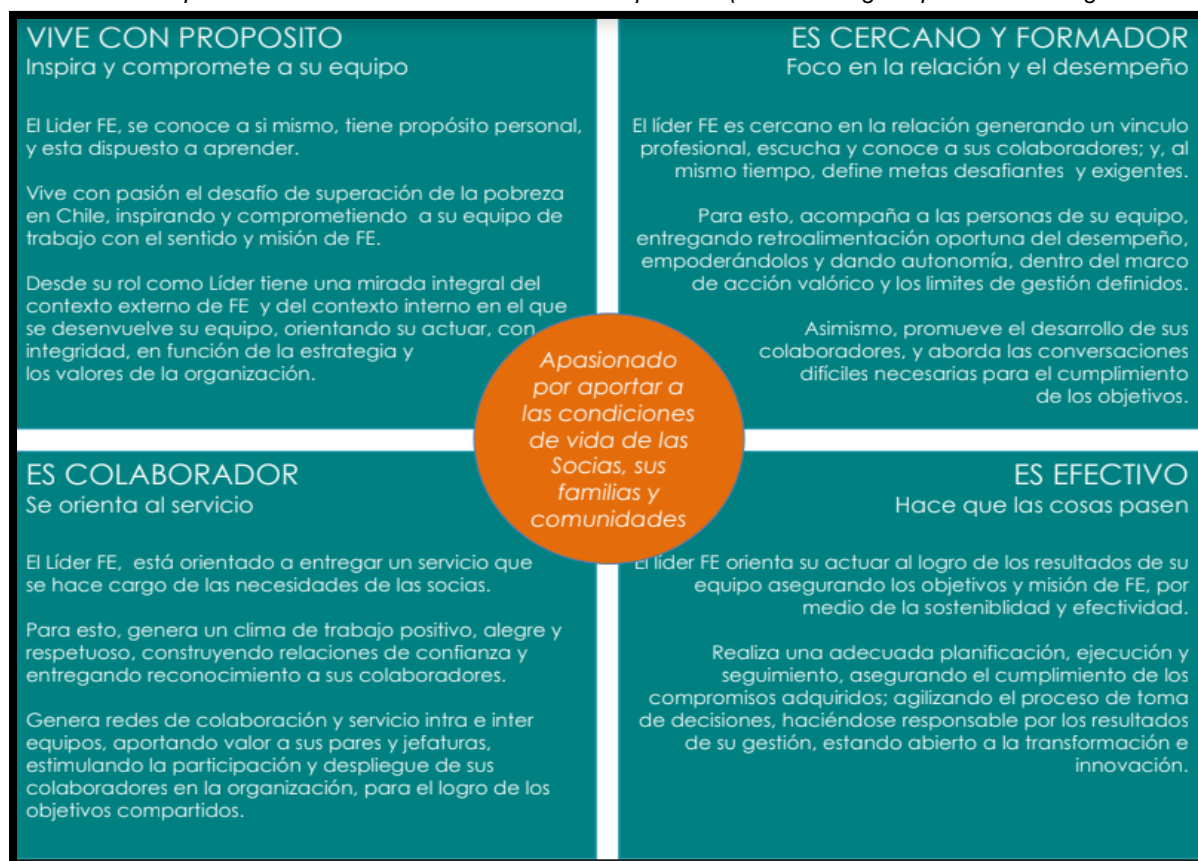 VIVE CON PROPOSITO
Inspira y compromete a su equipo
El Lider FE, se conoce a si mismo, tiene propósito personal,
y esta dispuesto a aprender.
Vive con pasión el desafío de superación de la pobreza
en Chile, inspirando y comprometiendo a su equipo de
trabajo con el sentido y misión de FE.
Desde su rol como Líder tiene una mirada integral del
contexto externo de FE y del contexto interno en el que
se desenvuelve su equipo, orientando su actuar, con
integridad, en función de la estrategia y
los valores de la organización.
ES CERCANO Y FORMADOR
Foco en la relación y el desempeño
El líder FE es cercano en la relación generando un vinculo
profesional, escucha y conoce a sus colaboradores; y, al
mismo tiempo, define metas desafiantes y exigentes.
Para esto, acompaña a las personas de su equipo,
entregando retroalimentación oportuna del desempeño,
empoderándolos y dando autonomía, dentro del marco
de acción valórico y los limites de gestión definidos.
Asimismo, promueve el desarrollo de sus
colaboradores, y aborda las conversaciones
difíciles necesarias para el cumplimiento
de los objetivos.
Apasionado
por aportar a
las condiciones
de vida de las
Socias, sus
familias y
comunidades
ES COLABORADOR
Se orienta al servicio
El Líder FE, está orientado a entregar un servicio que
se hace cargo de las necesidades de las socias.
Para esto, genera un clima de trabajo positivo, alegre y
respetuoso, construyendo relaciones de confianza y
entregando reconocimiento a sus colaboradores.
Genera redes de colaboración y servicio intra e inter
equipos, aportando valor a sus pares y jefaturas,
estimulando la participación y despliegue de sus
colaboradores en la organización, para el logro de los
objetivos compartidos.
ES EFECTIVO
Hace que las cosas pasen
El líder FE orienta su actuar al logro de los resultados de su
equipo asegurando los objetivos y misión de FE, por
medio de la sosteniblidad y efectividad.
Realiza una adecuada planificación, ejecución y
seguimiento, asegurando el cumplimiento de los
compromisos adquiridos; agilizando el proceso de toma
de decisiones, haciéndose responsable por los resultados
de su gestión, estando abierto a la transformación e
innovación.